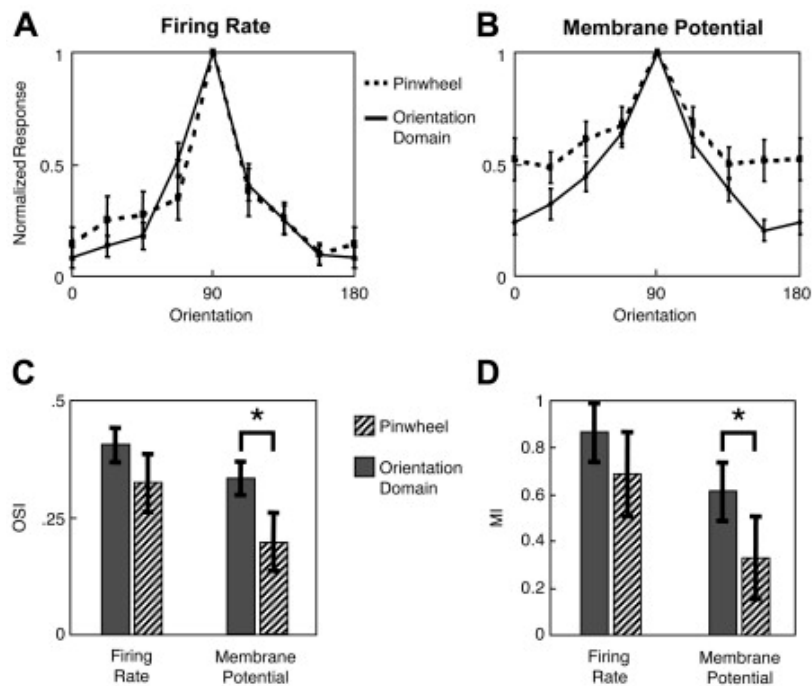 A
Firing Rate
Normalized Response
1
0.5
0
0
90
180
Orientation
Pinwheel
Orientation
Domain
B
Membrane Potential
1
0.5
0
0
90
180
Orientation
C
OSI
.5
.25
0
Firing
Rate
Membrane
Potential
*
Pinwheel
Orientation
Domain
D
MI
1
0.8
0.6
0.4
0.2
0
Firing
Rate
Membrane
Potential
*